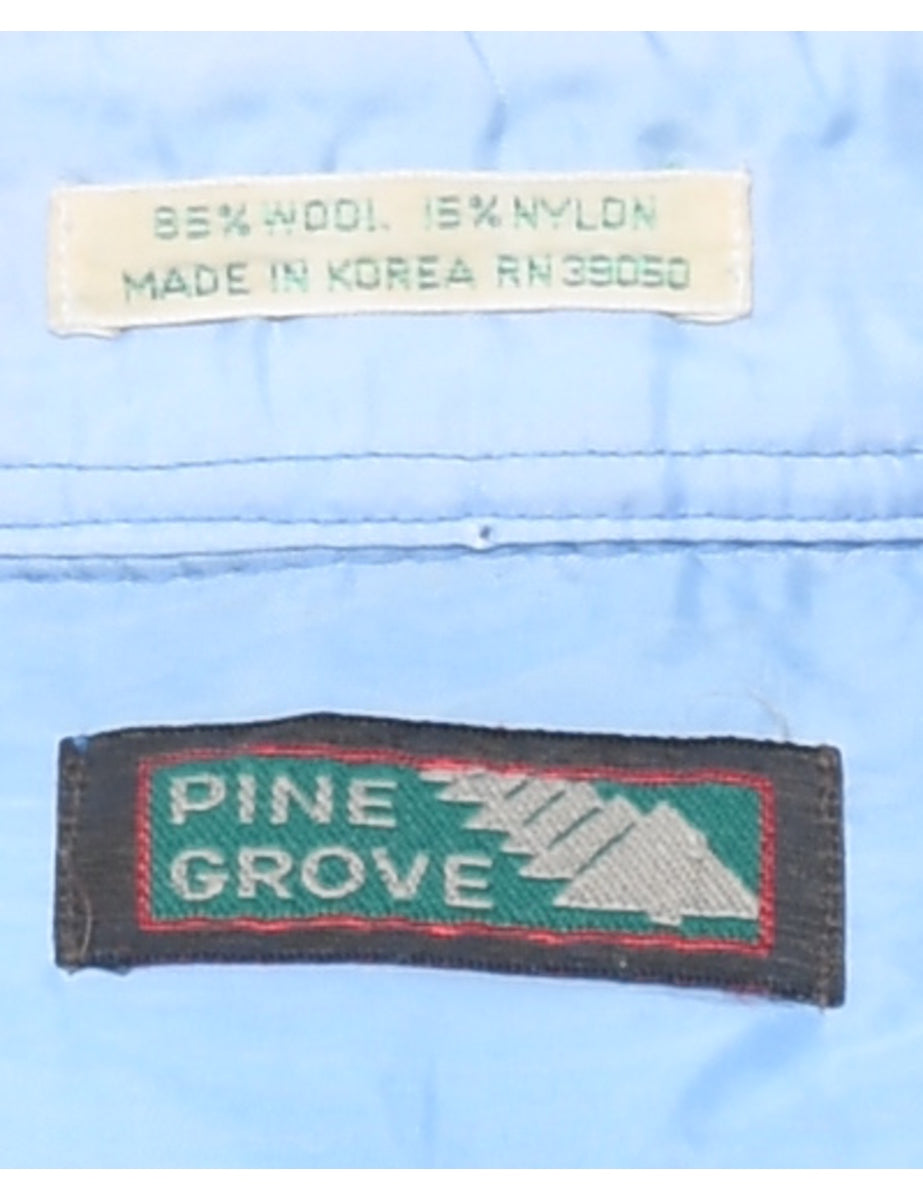 85% WOOL 15% NYLON
MADE IN KOREA RN 39050
PINE
GROVE